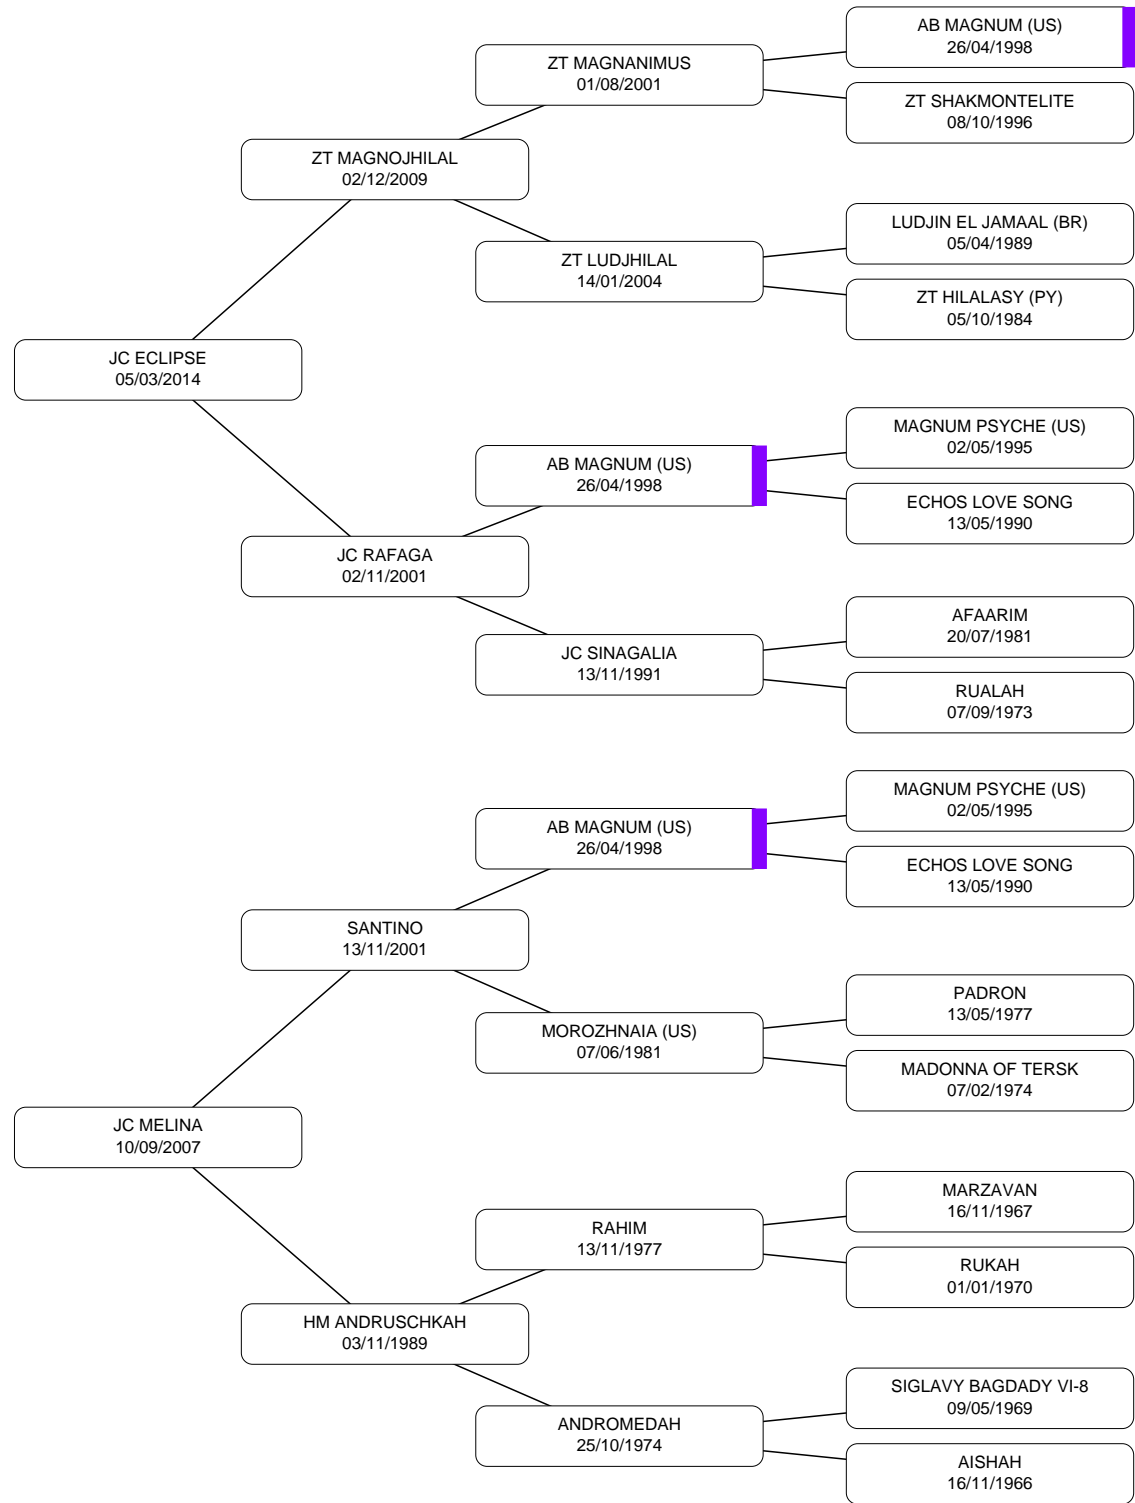 AB MAGNUM (US)
26/04/1998
ZT MAGNANIMUS
01/08/2001
ZT SHAKMONTELITE
08/10/1996
ZT MAGNOJHILAL
02/12/2009
LUDJIN EL JAMAAL (BR)
05/04/1989
ZT LUDJHILAL
14/01/2004
ZT HILALASY (PY)
05/10/1984
JC ECLIPSE
05/03/2014
MAGNUM PSYCHE (US)
02/05/1995
AB MAGNUM (US)
26/04/1998
ECHOS LOVE SONG
13/05/1990
JC RAFAGA
02/11/2001
AFAARIM
20/07/1981
JC SINAGALIA
13/11/1991
RUALAH
07/09/1973
MAGNUM PSYCHE (US)
02/05/1995
AB MAGNUM (US)
26/04/1998
ECHOS LOVE SONG
13/05/1990
SANTINO
13/11/2001
PADRON
13/05/1977
MOROZHNAIA (US)
07/06/1981
MADONNA OF TERSK
07/02/1974
JC MELINA
10/09/2007
MARZAVAN
16/11/1967
RAHIM
13/11/1977
RUKAH
01/01/1970
HM ANDRUSCHKAH
03/11/1989
SIGLAVY BAGDADY VI-8
09/05/1969
ANDROMEDAH
25/10/1974
AISHAH
16/11/1966